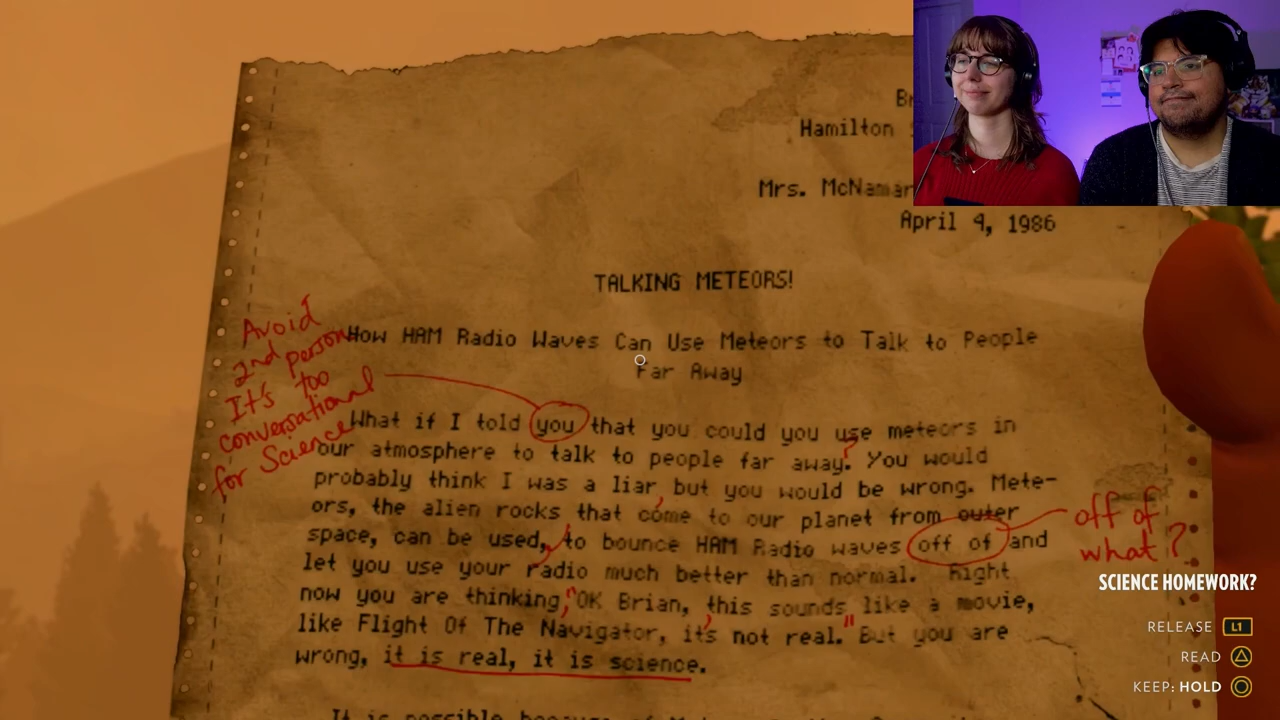 Hamilton
Mrs. McNamar
April 4, 1986
TALKING METEORS!
How HAM Radio Waves Can Use Meteors to Talk to People
Far Away
Avoid
2nd person
It's too
conversational
for Science
What if I told you that you could you use meteors in
our atmosphere to talk to people far away.? You would
probably think I was a liar, but you would be wrong. Mete-
ors, the alien rocks that come to our planet from outer
space, can be used, to bounce HAM Radio waves off of and
let you use your radio much better than normal. Right
now you are thinking, "OK Brian, this sounds like a movie,
like Flight Of The Navigator, it's not real." But you are
wrong, it is real, it is science.
off of
what?
It is possible because of
SCIENCE HOMEWORK?
RELEASE L1
READ
KEEP: HOLD